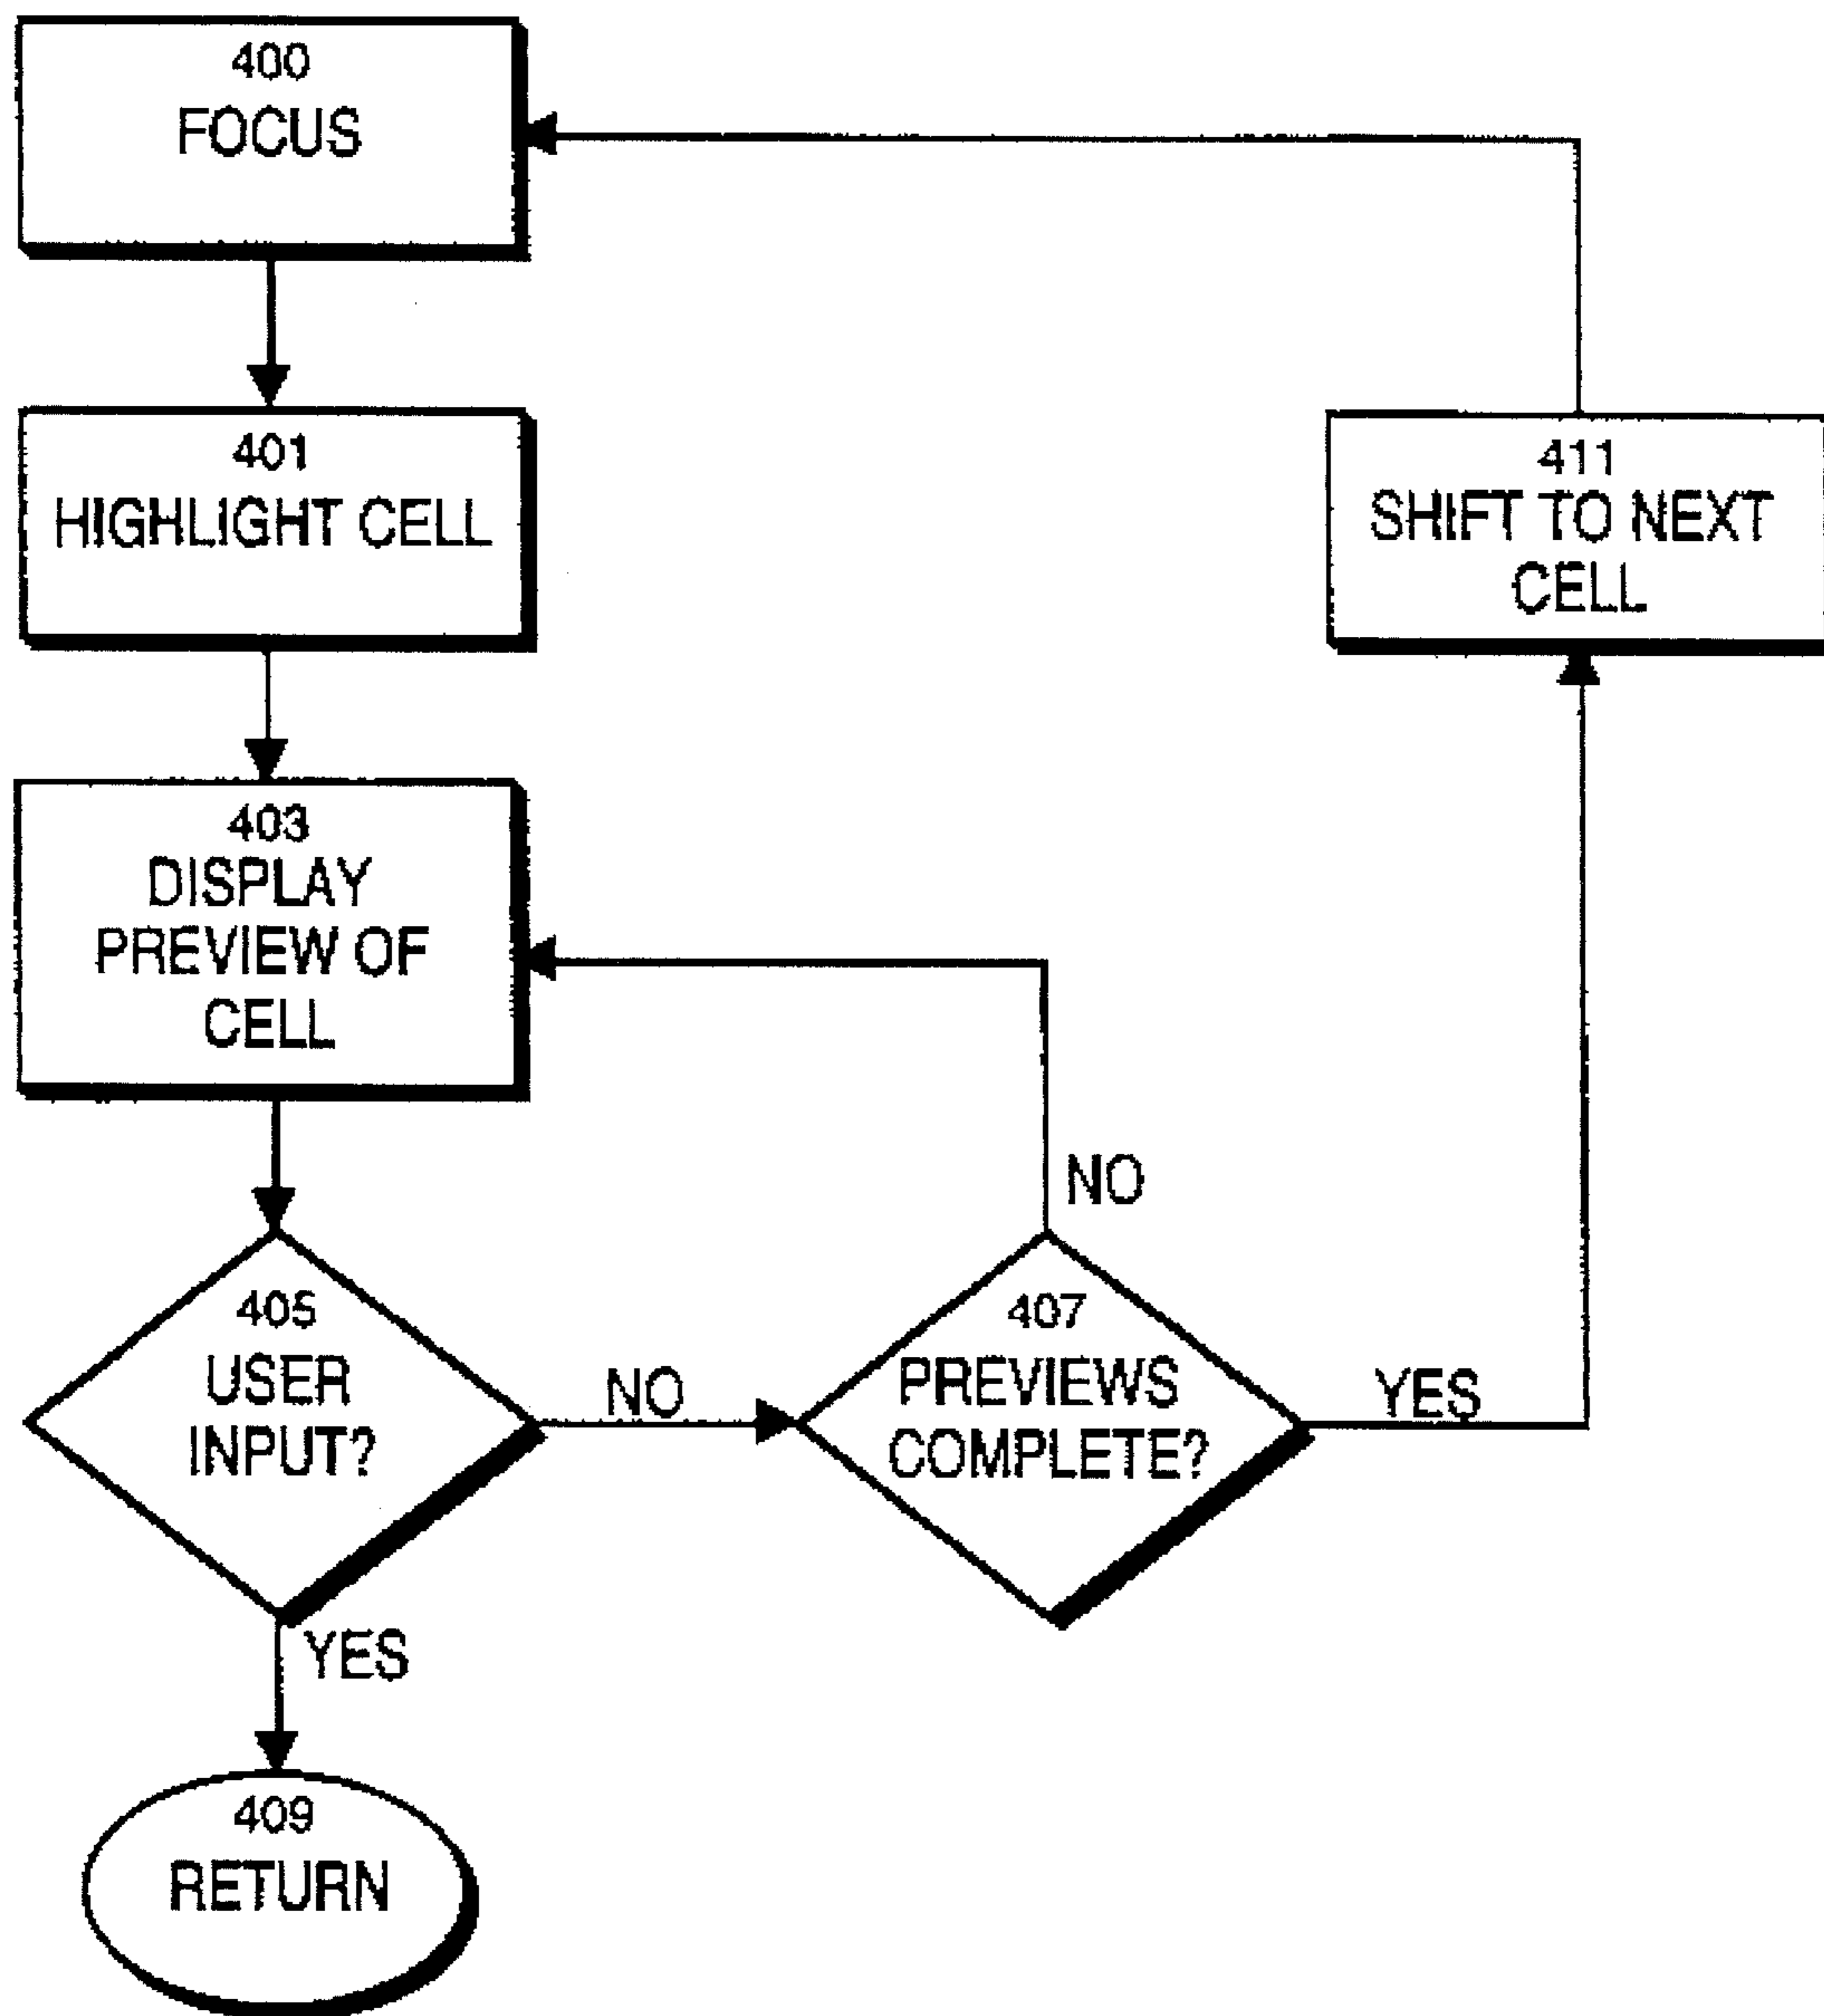 400
FOCUS
401
HIGHLIGHT CELL
411
SHIFT TO NEXT
CELL
403
DISPLAY
PREVIEW OF
CELL
NO
405
USER
INPUT?
NO
407
PREVIEWS
COMPLETE?
YES
YES
409
RETURN